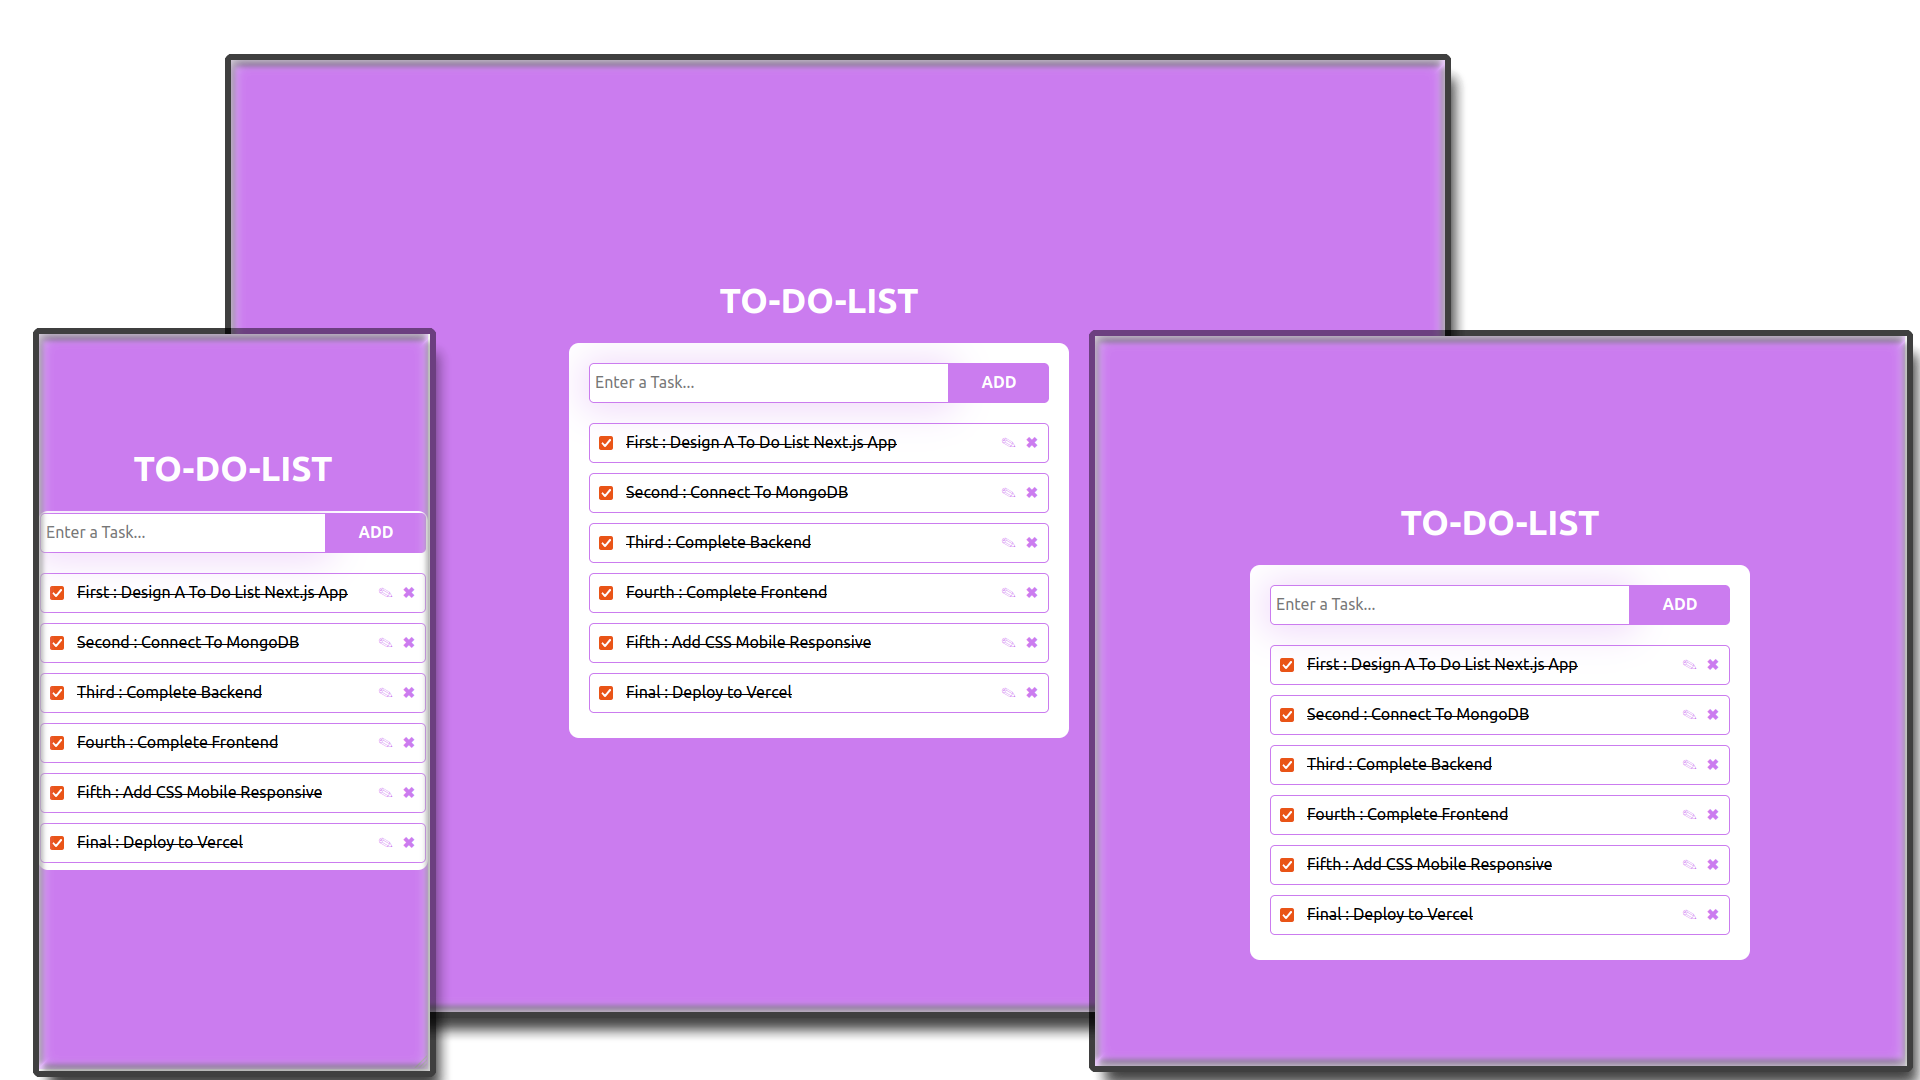 TO-DO-LIST
Enter a Task...
ADD
First : Design A To Do List Next.js App
Second : Connect To MongoDB
Third : Complete Backend
Fourth : Complete Frontend
Fifth : Add CSS Mobile Responsive
Final : Deploy to Vercel
TO-DO-LIST
Enter a Task...
ADD
First : Design A To Do List Next.js App
Second : Connect To MongoDB
Third : Complete Backend
Fourth : Complete Frontend
Fifth : Add CSS Mobile Responsive
Final : Deploy to Vercel
TO-DO-LIST
Enter a Task...
ADD
First : Design A To Do List Next.js App
Second : Connect To MongoDB
Third : Complete Backend
Fourth : Complete Frontend
Fifth : Add CSS Mobile Responsive
Final : Deploy to Vercel